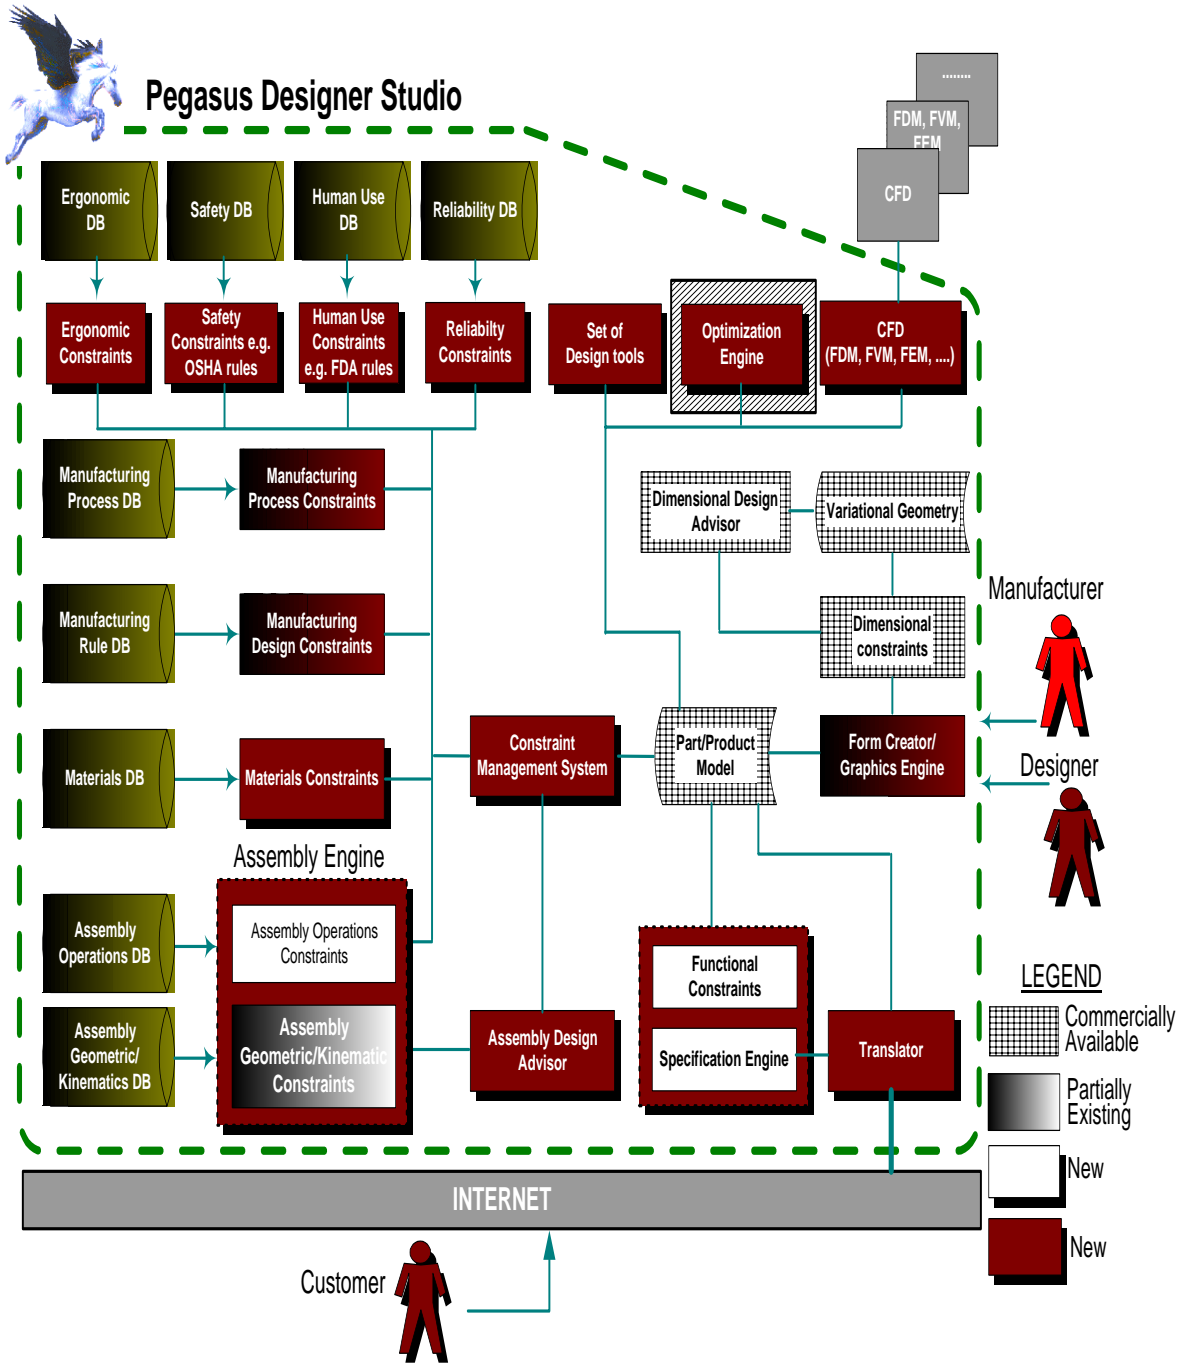 Pegasus Designer Studio
........
FDM, FVM,
FEM
CFD
Ergonomic
DB
Safety DB
Human Use
DB
Reliability DB
Ergonomic
Constraints
Safety
Constraints e.g.
OSHA rules
Human Use
Constraints
e.g. FDA rules
Reliabilty
Constraints
Set of
Design tools
Optimization
Engine
CFD
(FDM, FVM, FEM, ....)
Manufacturing
Process DB
Manufacturing
Process Constraints
Dimensional Design
Advisor
Variational Geometry
Manufacturing
Rule DB
Manufacturing
Design Constraints
Dimensional
constraints
Manufacturer
Materials DB
Materials Constraints
Constraint
Management System
Part/Product
Model
Form Creator/
Graphics Engine
Designer
Assembly Engine
Assembly
Operations DB
Assembly Operations
Constraints
Functional
Constraints
Assembly
Geometric/
Kinematics DB
Assembly
Geometric/Kinematic
Constraints
Assembly Design
Advisor
Specification Engine
Translator
LEGEND
Commercially
Available
Partially
Existing
New
New
INTERNET
Customer